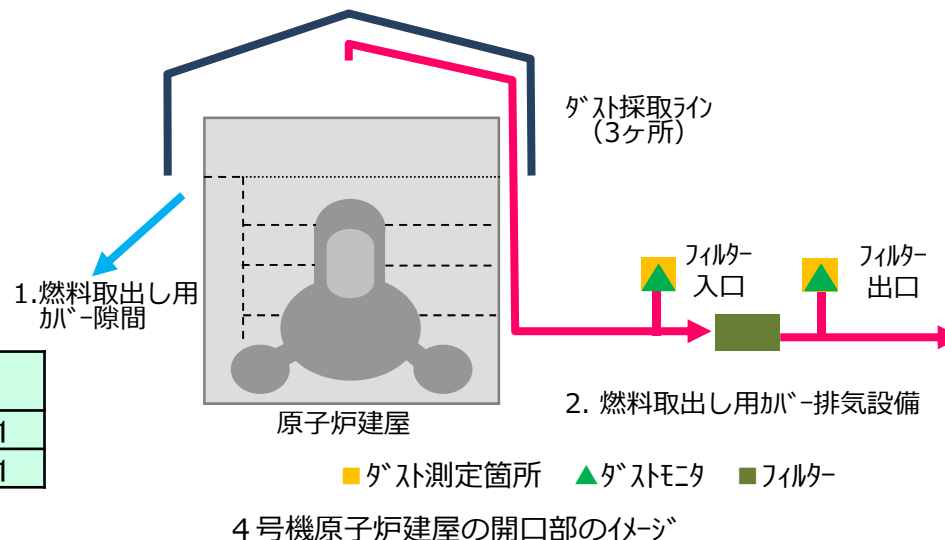 ﾀﾞｽﾄ採取ﾗｲﾝ
（3ヶ所）
ﾌｨﾙﾀｰ
入口
ﾌｨﾙﾀｰ
出口
1.燃料取出し用
ｶﾊﾞｰ隙間
1
1
原子炉建屋
2. 燃料取出し用ｶﾊﾞｰ排気設備
ﾀﾞｽﾄ測定箇所 ﾀﾞｽﾄﾓﾆﾀ ﾌｨﾙﾀｰ
４号機原子炉建屋の開口部のｲﾒｰｼﾞ